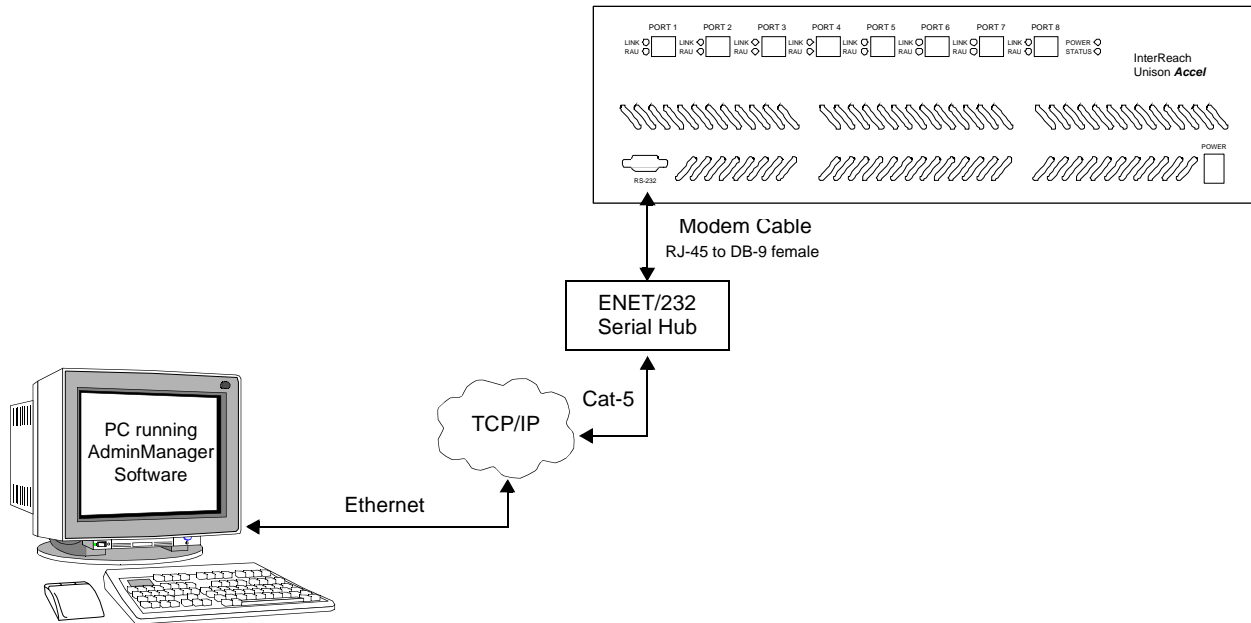 PORT 1 PORT 2 PORT 3 PORT 4 PORT 5 PORT 6 PORT 7 PORT 8
LINK LINK LINK LINK LINK LINK LINK LINK POWER
RAU RAU RAU RAU RAU RAU RAU RAU STATUS
InterReach
Unison Accel
POWER
RS-232
Modem Cable
RJ-45 to DB-9 female
ENET/232
Serial Hub
Cat-5
TCP/IP
PC running
AdminManager
Software
Ethernet